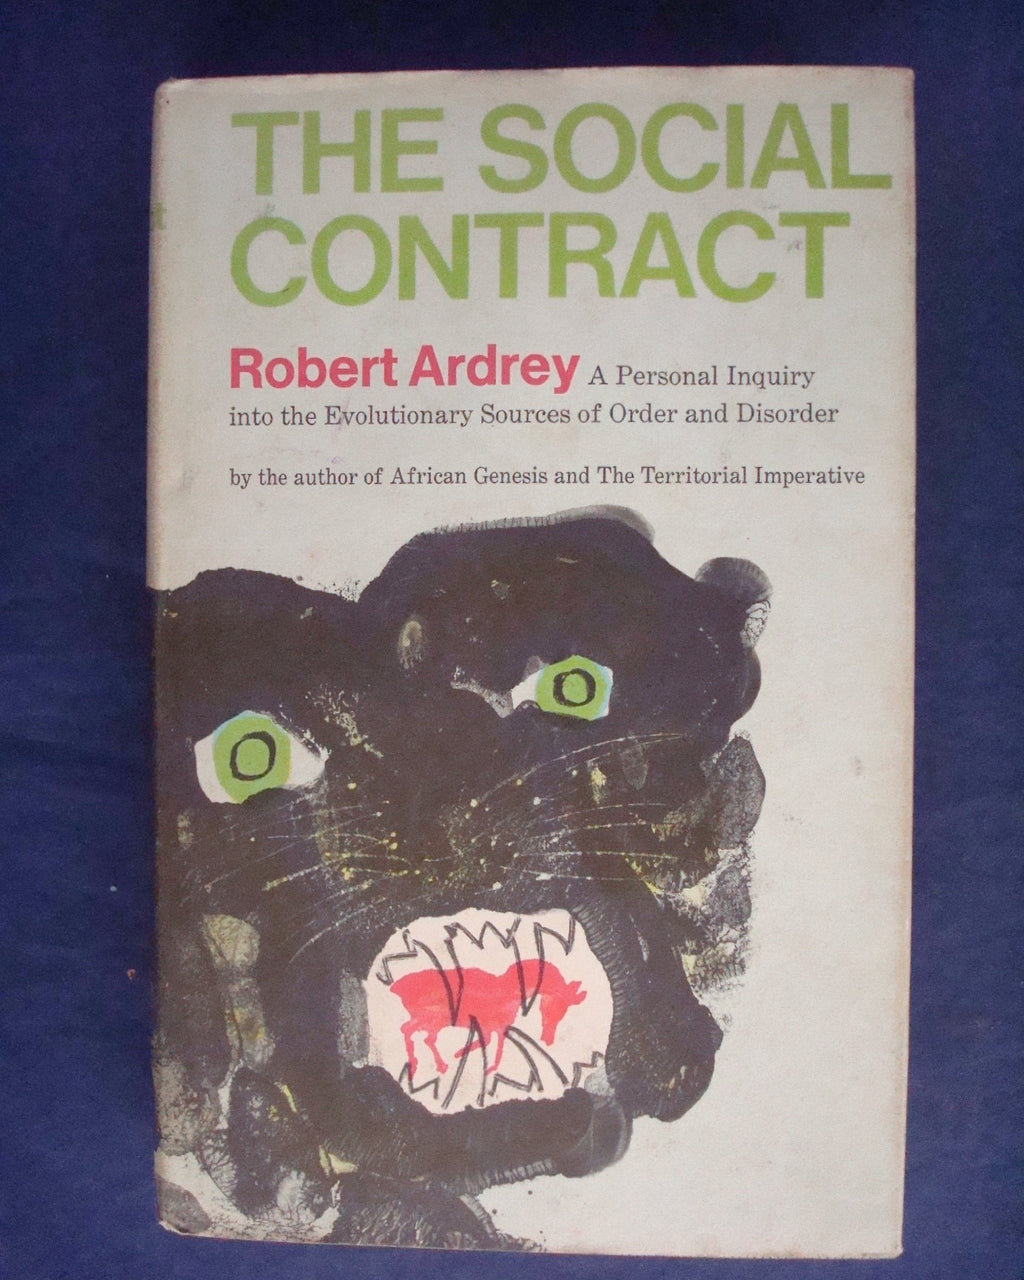 THE SOCIAL
CONTRACT
Robert Ardrey A Personal Inquiry
into the Evolutionary Sources of Order and Disorder
by the author of African Genesis and The Territorial Imperative